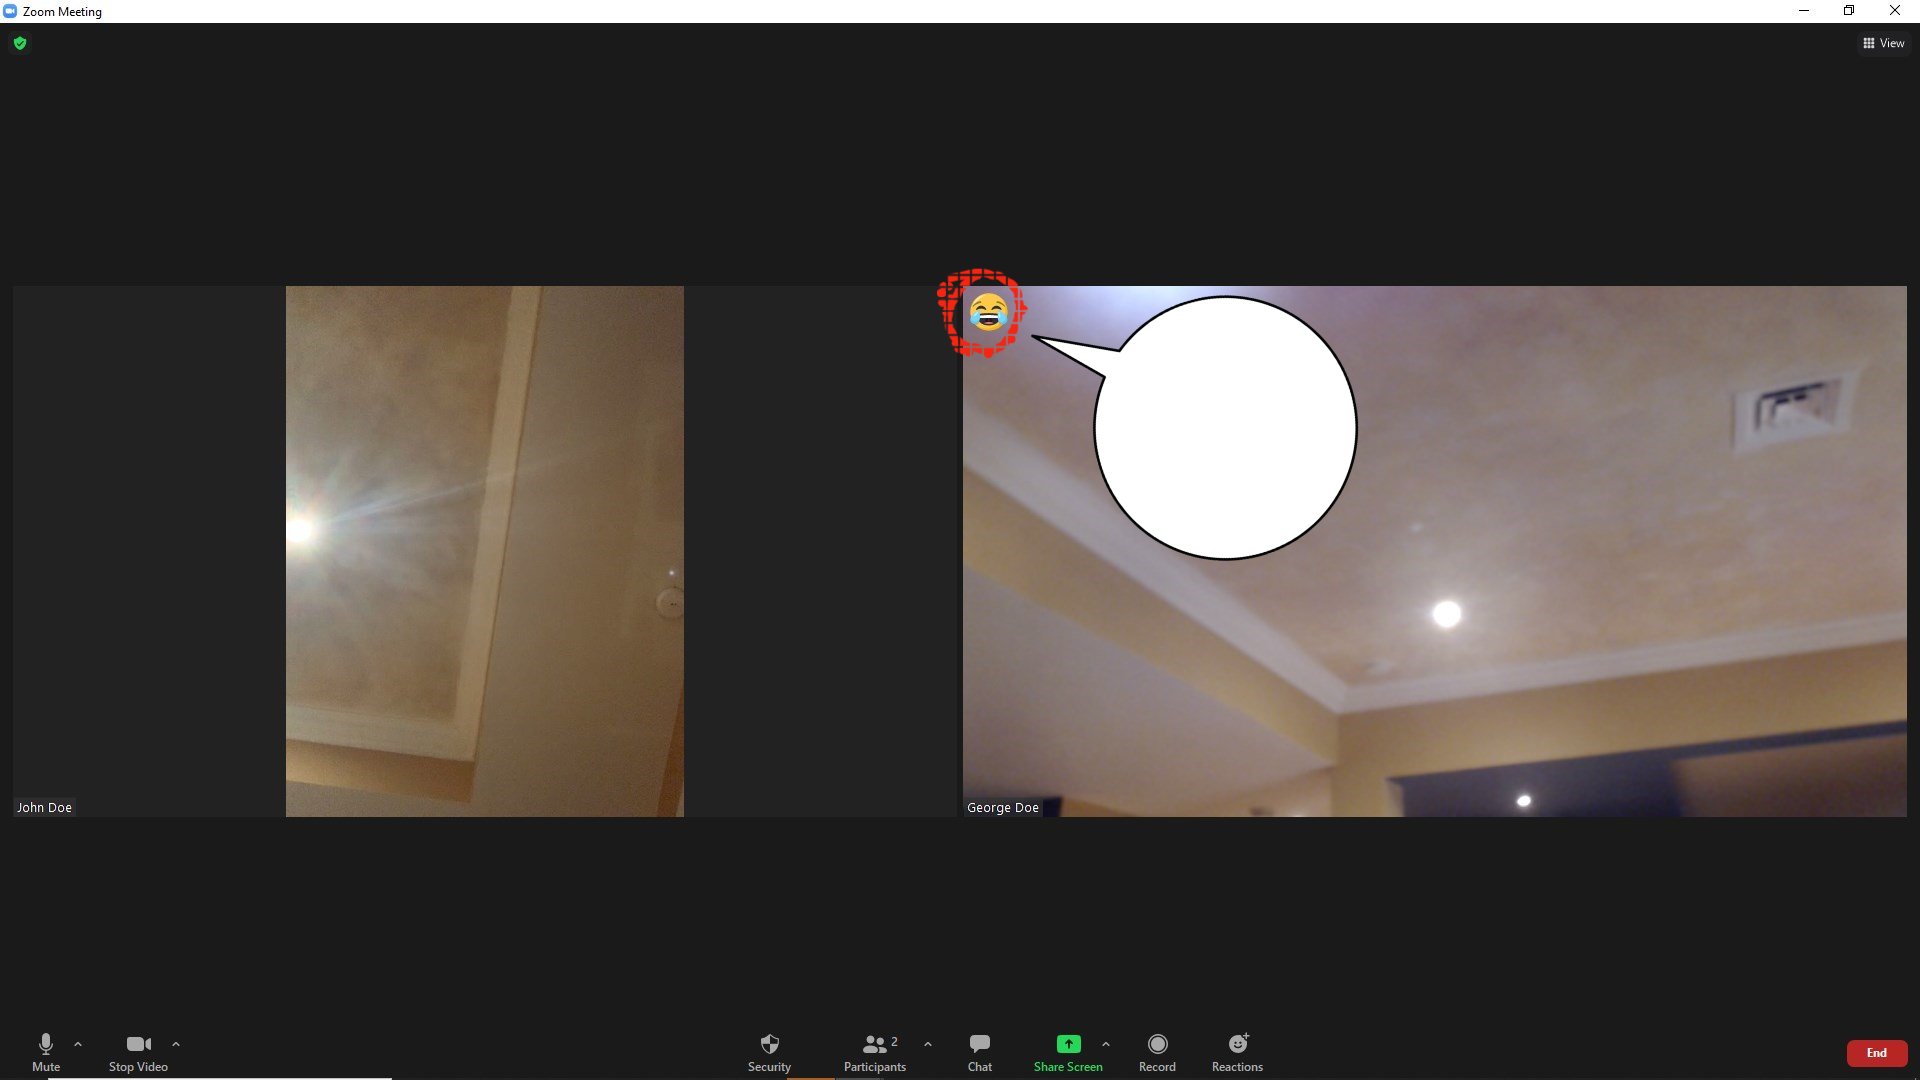 Zoom Meeting
View
John Doe
George Doe
Mute
Stop Video
Security
Participants
2
Chat
Share Screen
Record
Reactions
End